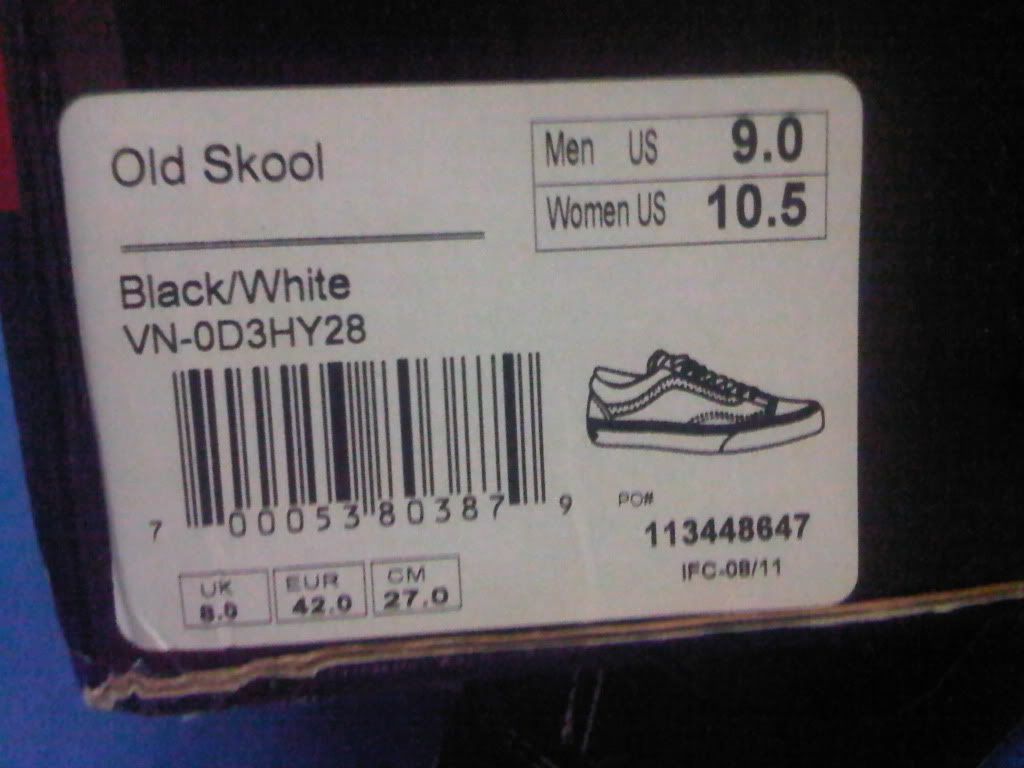 Old Skool
Men US 9.0
Women US 10.5
Black/White
VN-0D3HY28
7 00053 80387 9
PO#
113448647
IFC-08/11
UK EUR CM
8.0 42.0 27.0